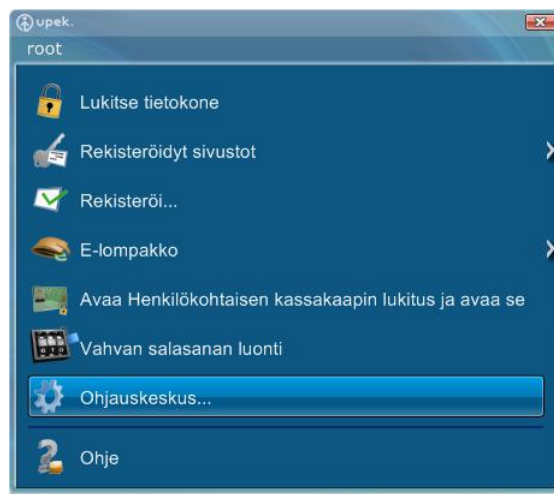 upek.
root
Lukitse tietokone
Rekisteröidyt sivustot
Rekisteröi...
E-lompakko
Avaa Henkilökohtaisen kassakaapin lukitus ja avaa se
Vahvan salasanan luonti
Ohjauskeskus...
Ohje